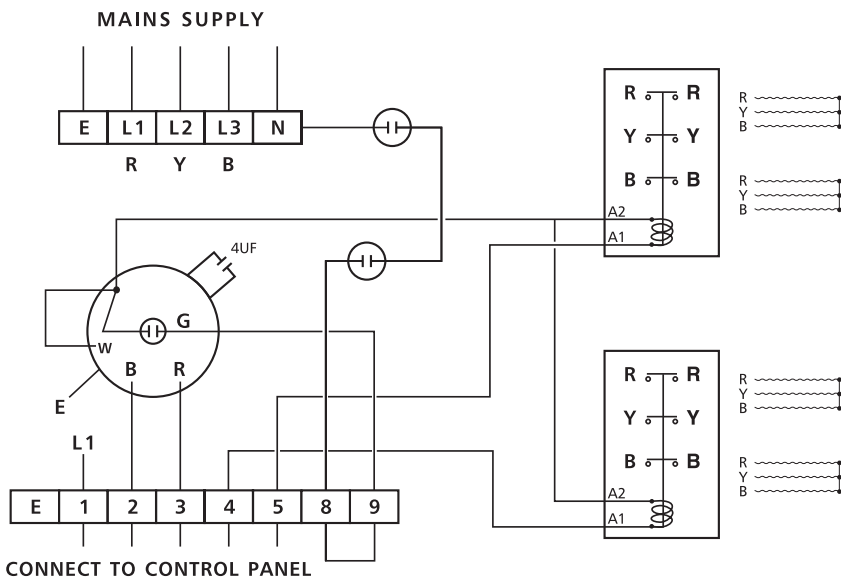 MAINS SUPPLY
E L1 L2 L3 N
R Y B
4UF
G
W
B R
E
L1
E 1 2 3 4 5 8 9
CONNECT TO CONTROL PANEL
R R
Y Y
B B
A2
A1
R
Y
B
R
Y
B
R R
Y Y
B B
A2
A1
R
Y
B
R
Y
B